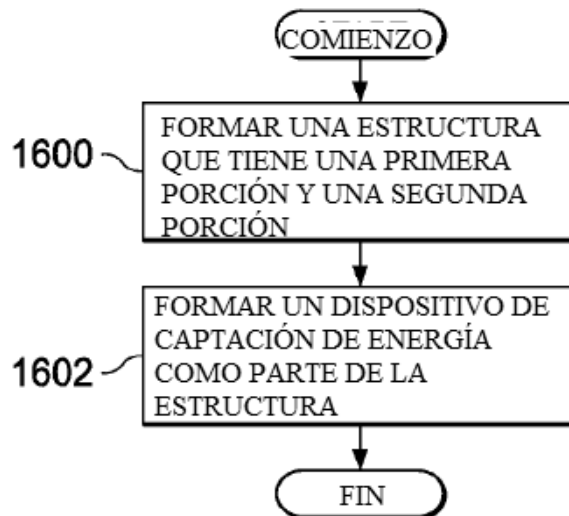 COMIENZO
1600
FORMAR UNA ESTRUCTURA
QUE TIENE UNA PRIMERA
PORCIÓN Y UNA SEGUNDA
PORCIÓN
1602
FORMAR UN DISPOSITIVO DE
CAPTACIÓN DE ENERGÍA
COMO PARTE DE LA
ESTRUCTURA
FIN